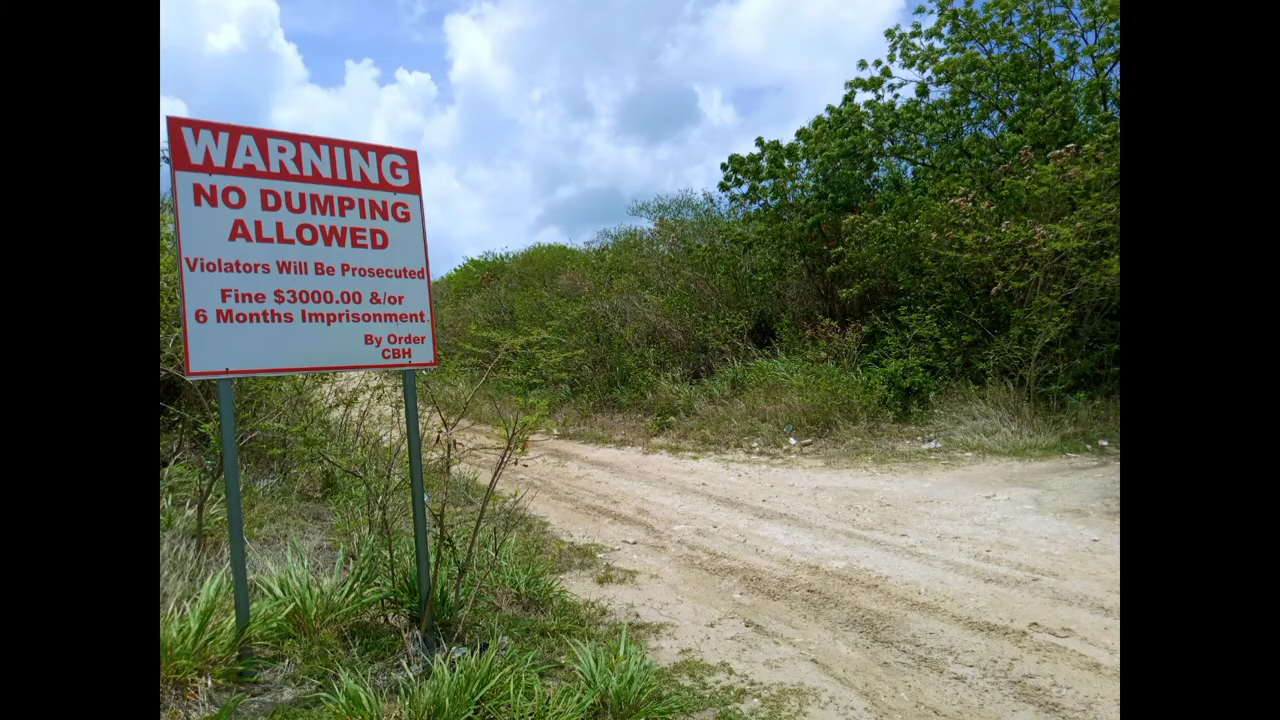 WARNING
NO DUMPING
ALLOWED
Violators Will Be Prosecuted
Fine $3000.00 &/or
6 Months Imprisonment
By Order
CBH